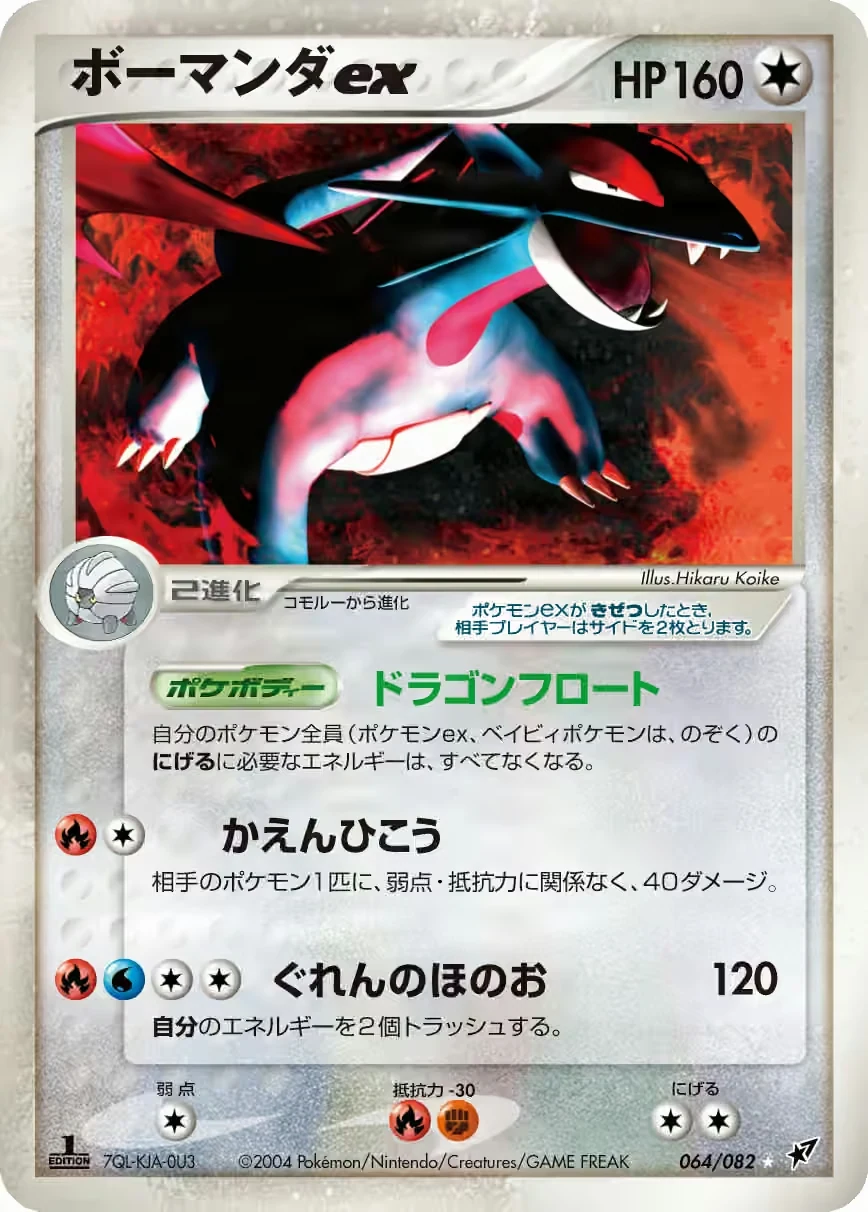 ボーマンダex HP160
Illus.Hikaru Koike
2進化
コモルーから進化
ポケモンexが きぜつしたとき、
相手プレイヤーはサイドを2枚とります。
ポケボディー ドラゴンフロート
自分のポケモン全員(ポケモンex、ベイビィポケモンは、のぞく)の
にげるに必要なエネルギーは、すべてなくなる。
かえんひこう
相手のポケモン1匹に、弱点・抵抗力に関係なく、40ダメージ。
ぐれんのほのお 120
自分のエネルギーを2個トラッシュする。
弱点 抵抗力 -30 にげる
1 EDITION 7QL-KJA-0U3 ©2004 Pokémon/Nintendo/Creatures/GAME FREAK 064/082 ★